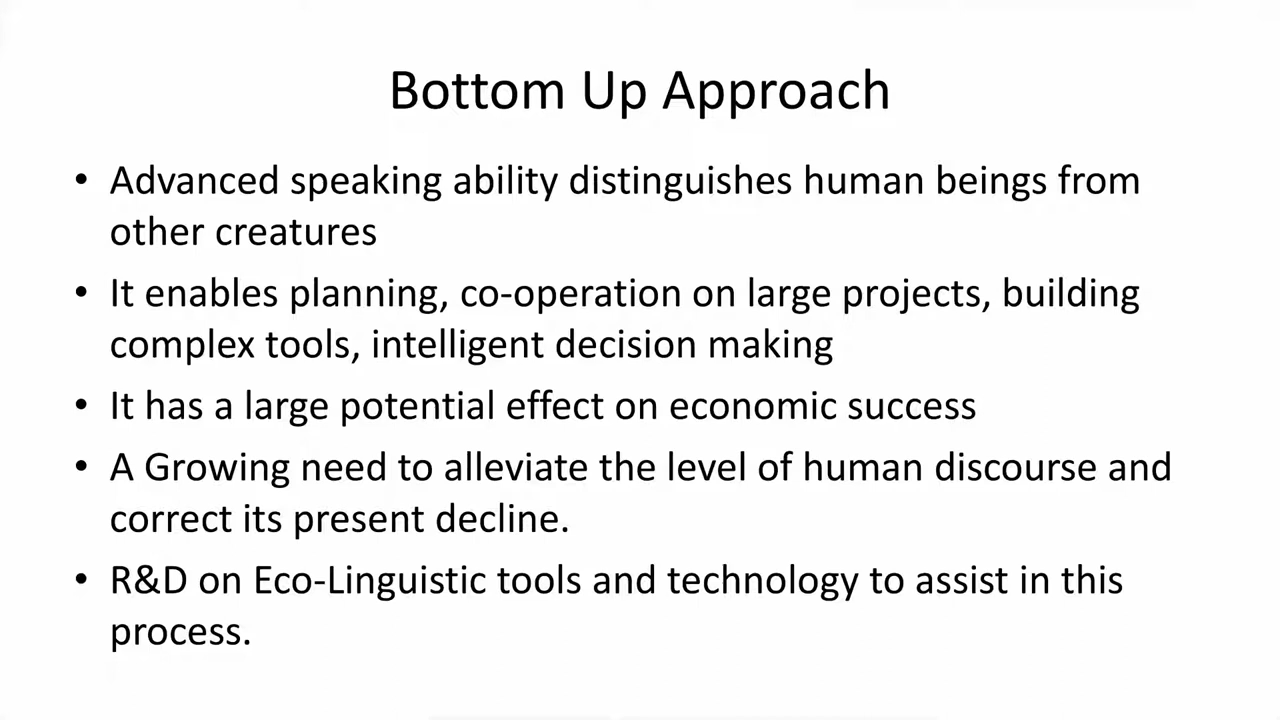 Bottom Up Approach
• Advanced speaking ability distinguishes human beings from
other creatures
• It enables planning, co-operation on large projects, building
complex tools, intelligent decision making
• It has a large potential effect on economic success
• A Growing need to alleviate the level of human discourse and
correct its present decline.
• R&D on Eco-Linguistic tools and technology to assist in this
process.